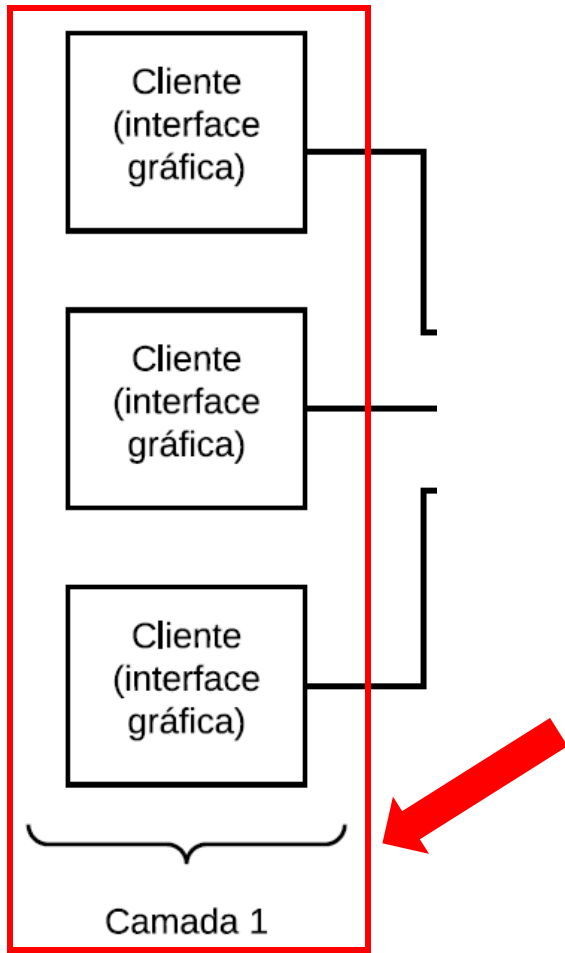 Cliente
(interface
gráfica)
Cliente
(interface
gráfica)
Cliente
(interface
gráfica)
Camada 1